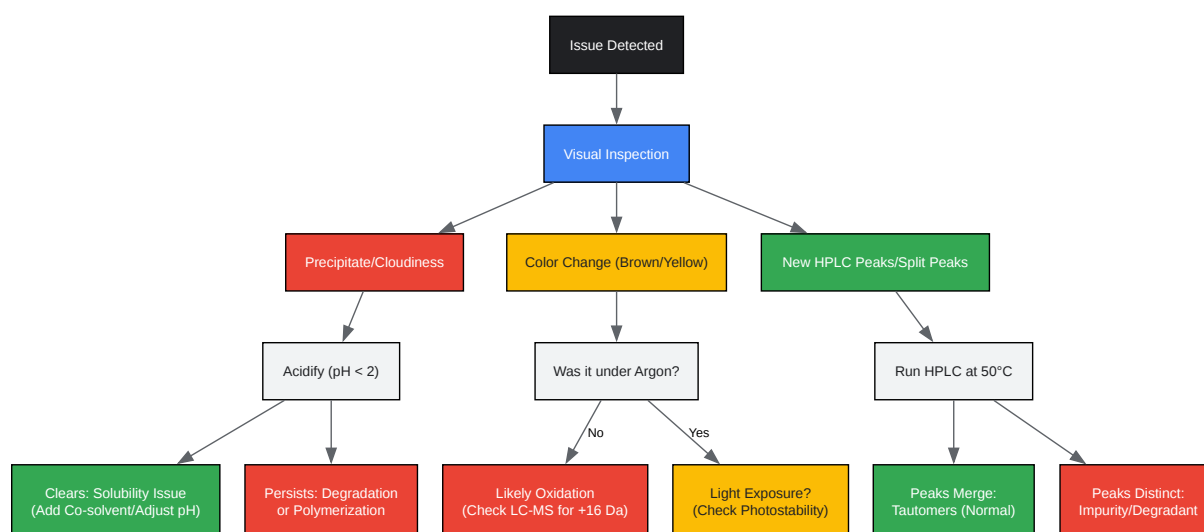 Issue Detected
Visual Inspection
Precipitate/Cloudiness
Color Change (Brown/Yellow)
New HPLC Peaks/Split Peaks
Acidify (pH < 2)
Was it under Argon?
Run HPLC at 50°C
No
Yes
Clears: Solubility Issue
(Add Co-solvent/Adjust pH)
Persists: Degradation
or Polymerization
Likely Oxidation
(Check LC-MS for +16 Da)
Light Exposure?
(Check Photostability)
Peaks Merge:
Tautomers (Normal)
Peaks Distinct:
Impurity/Degradant